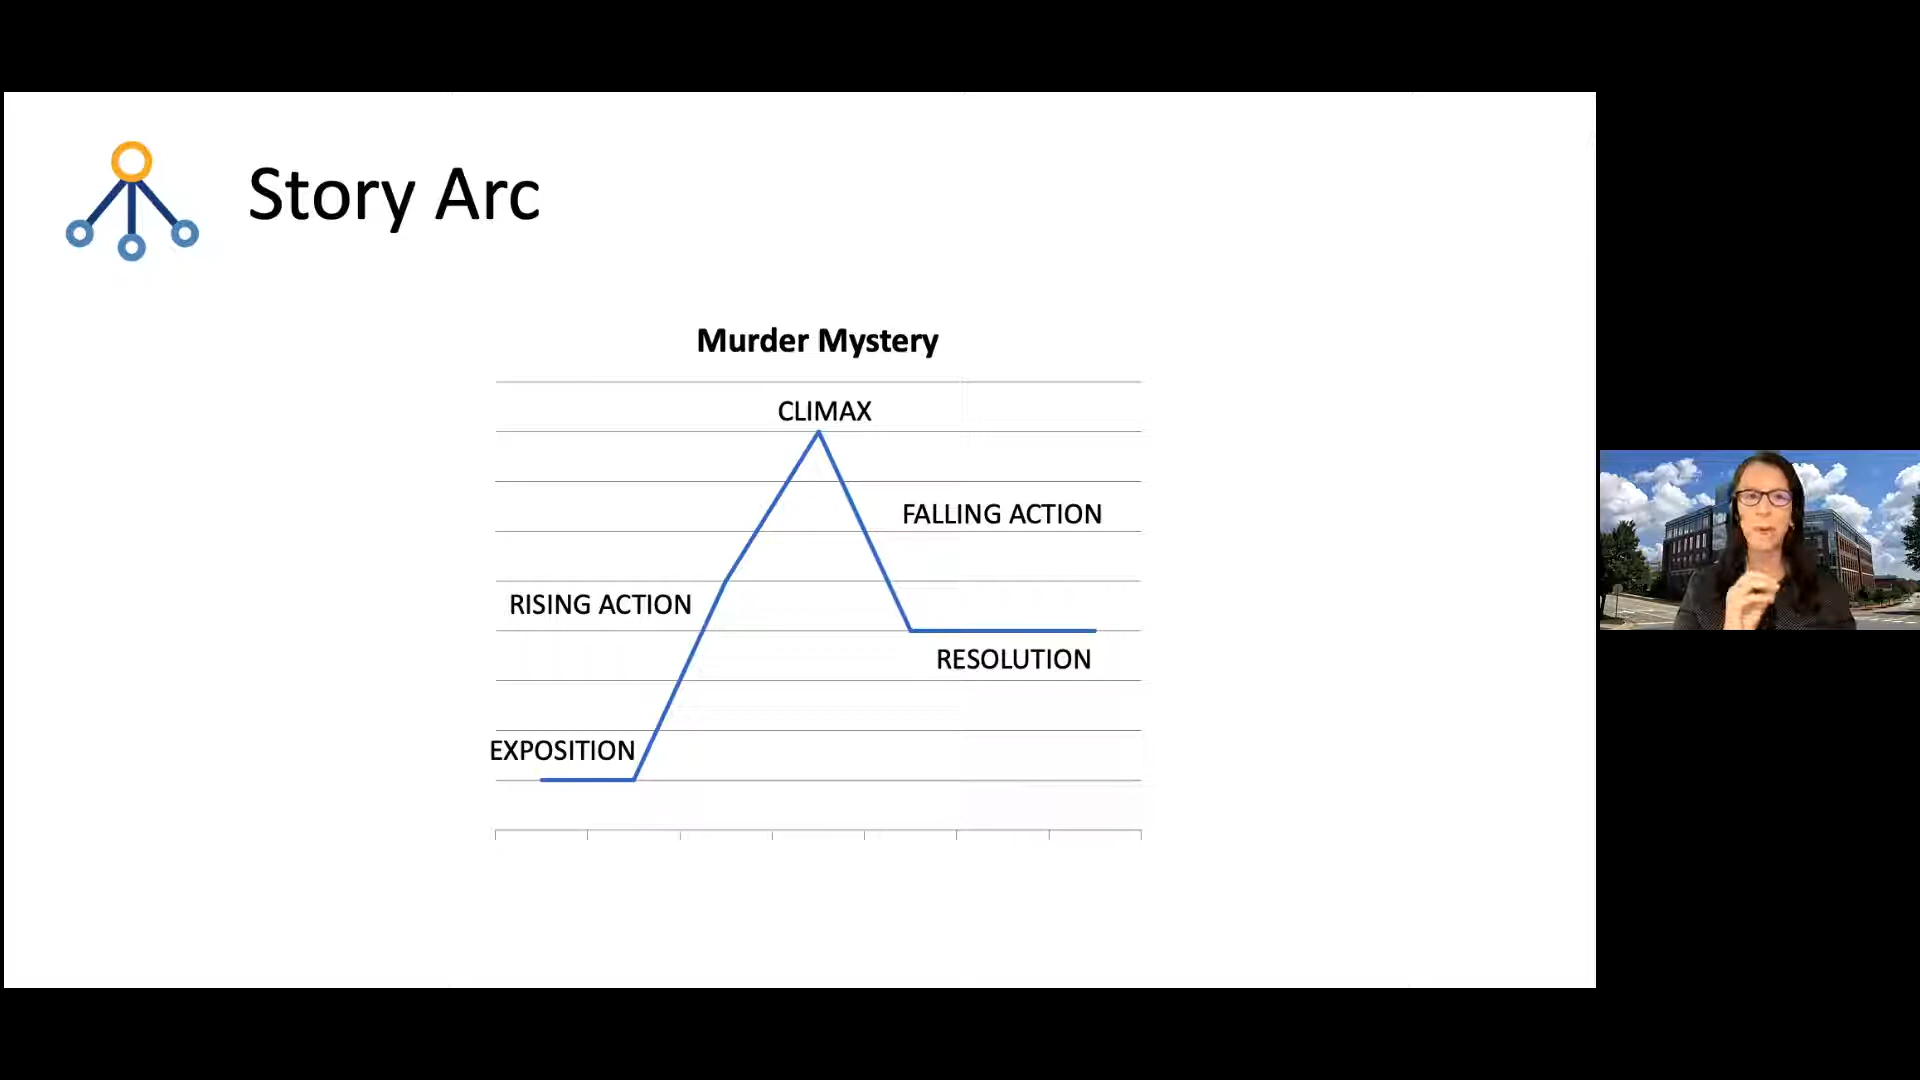 Story Arc
Murder Mystery
CLIMAX
FALLING ACTION
RISING ACTION
RESOLUTION
EXPOSITION